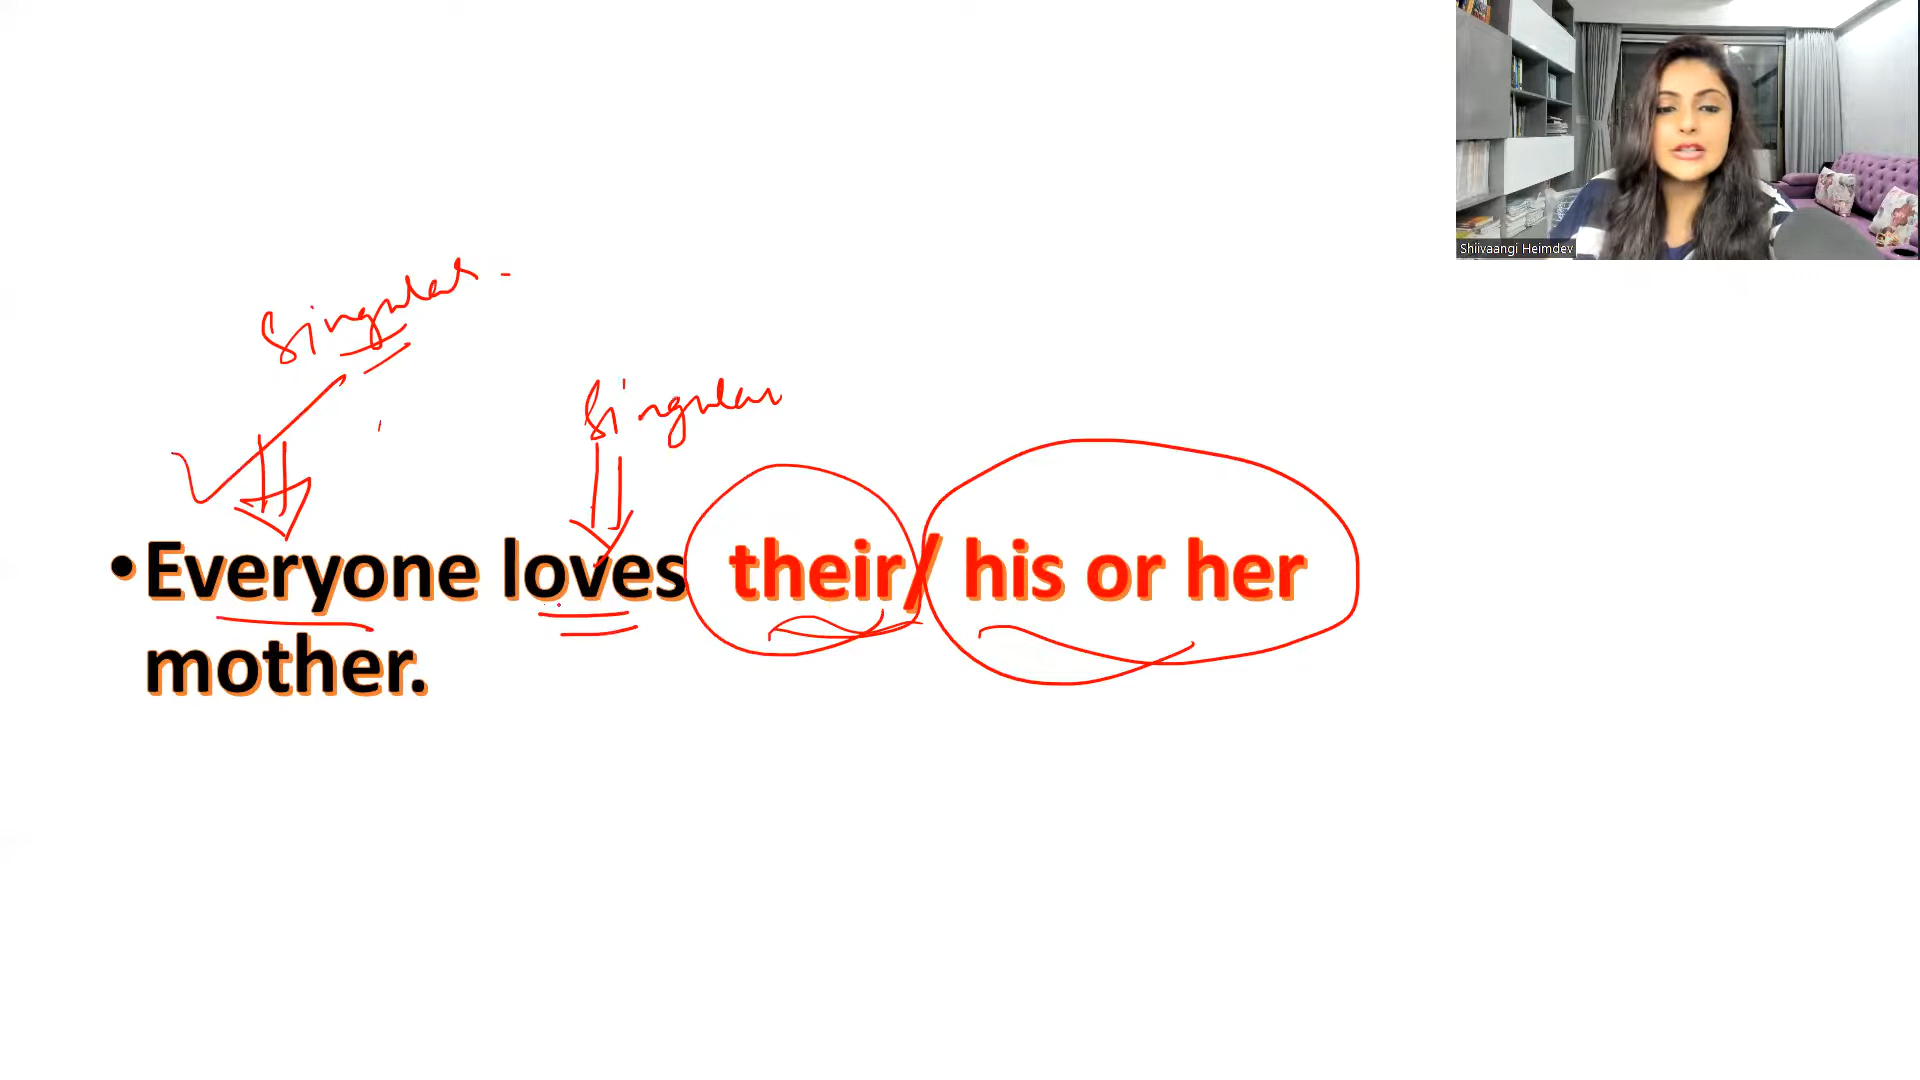 Shiivaangi Heimdev
Singular
Singular
• Everyone loves their/ his or her
mother.